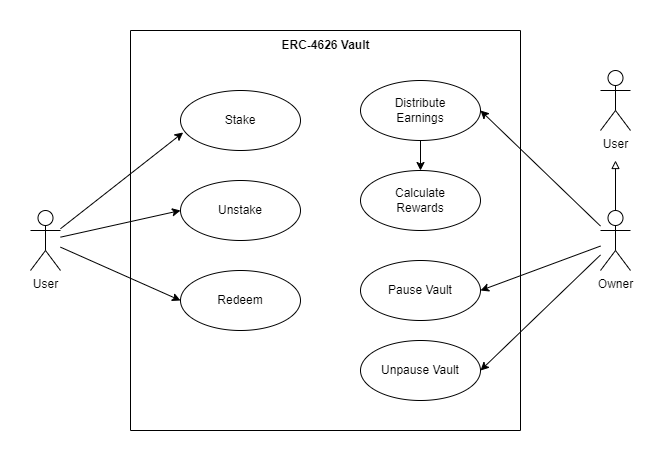 ERC-4626 Vault
Stake
Unstake
Redeem
Distribute
Earnings
Calculate
Rewards
Pause Vault
Unpause Vault
User
User
Owner